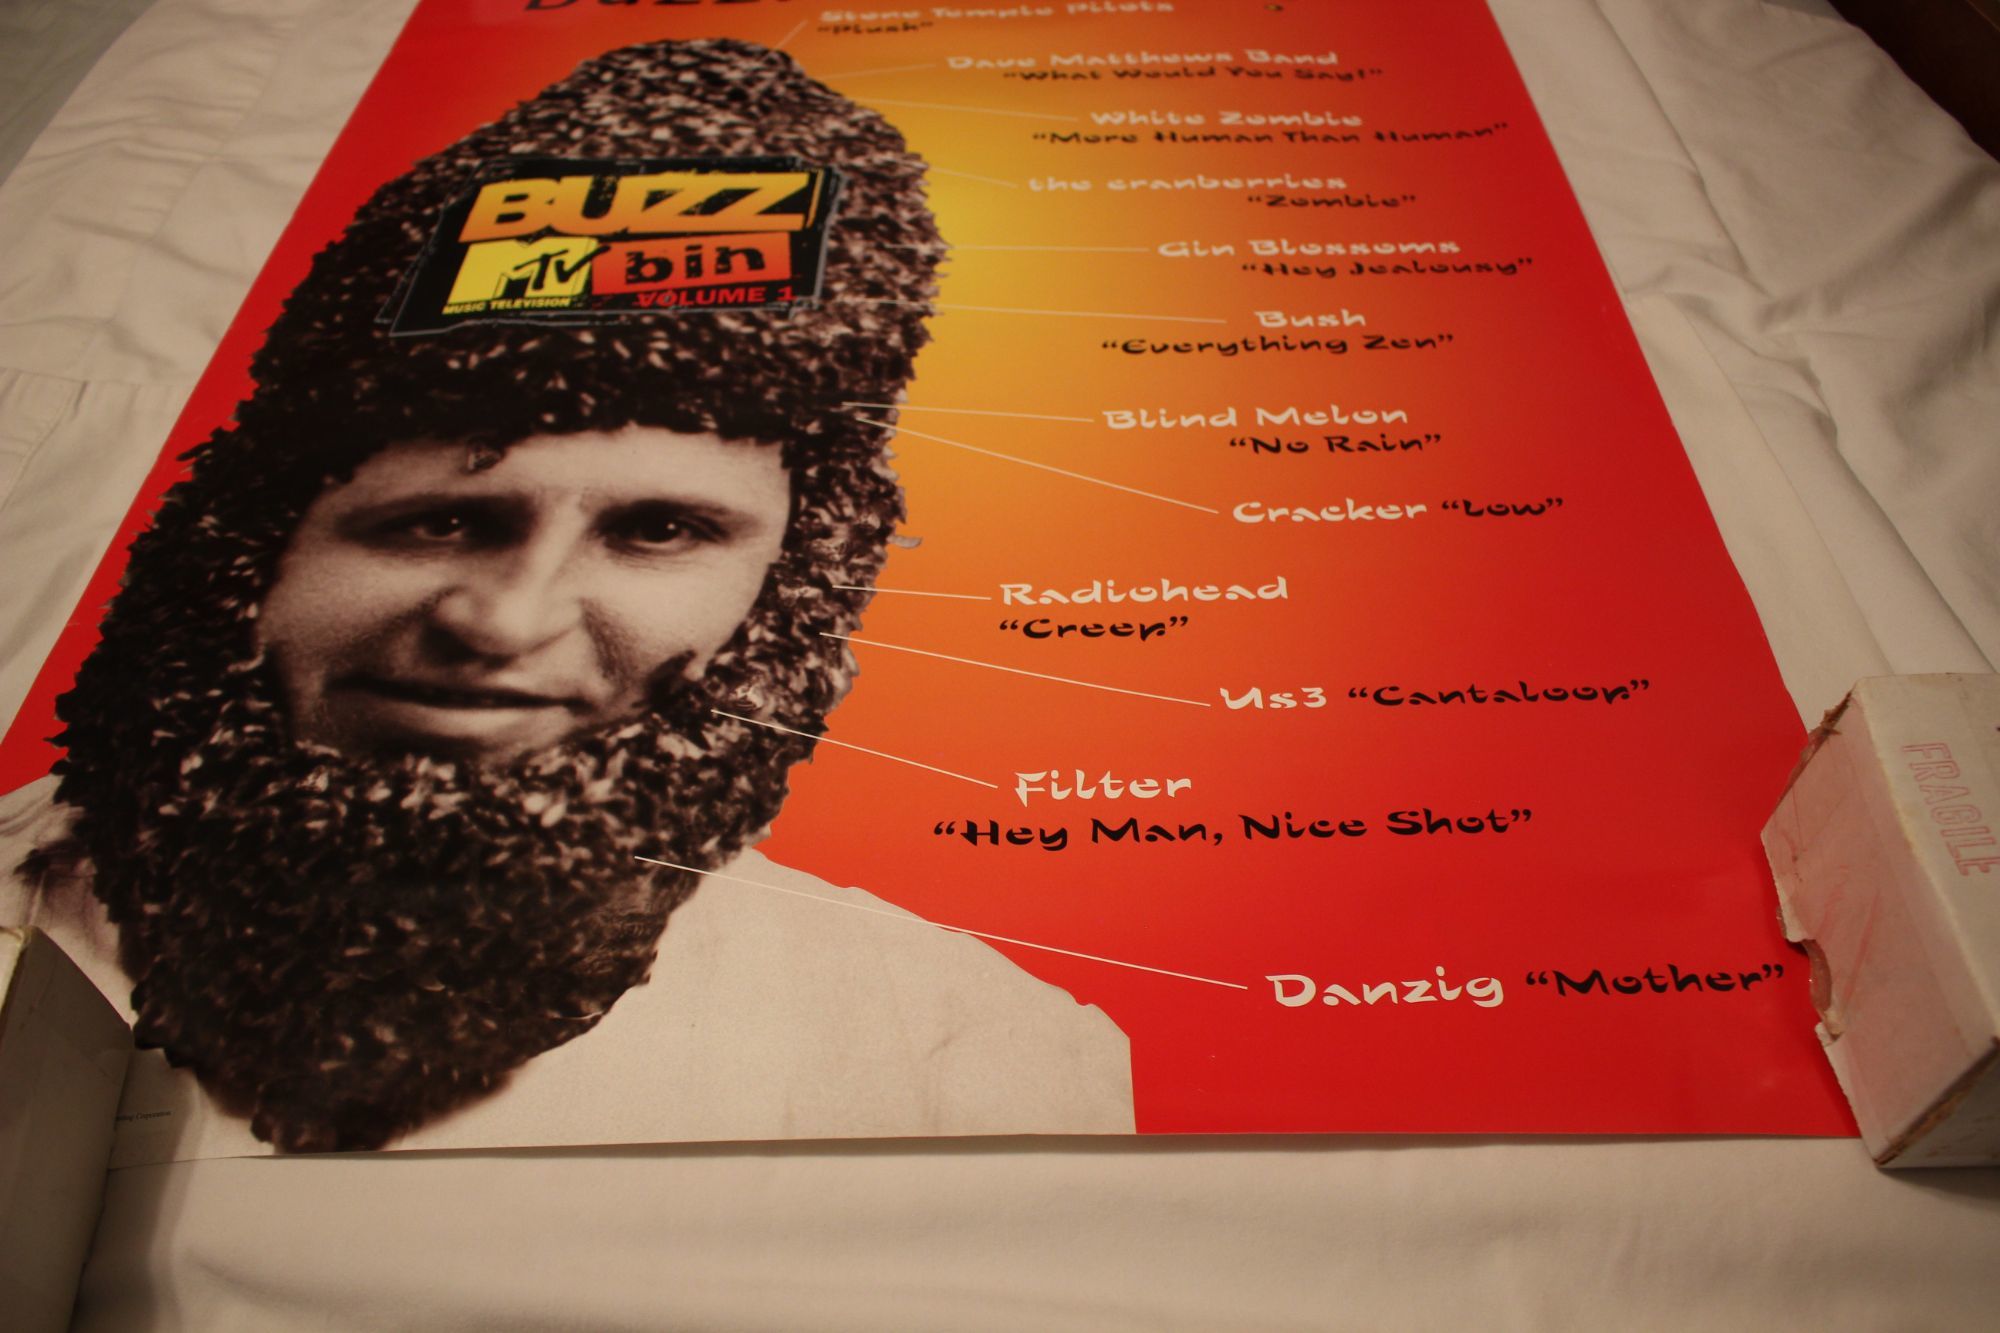 Stone Temple Pilots
"Plush"
Dave Matthews Band
"What Would You Say?"
White Zombie
"More Human Than Human"
the cranberries
"Zombie"
Gin Blossoms
"Hey Jealousy"
BUZZ
MTV bin
MUSIC TELEVISION
VOLUME 1
Bush
"Everything Zen"
Blind Melon
"No Rain"
Cracker "Low"
Radiohead
"Creep"
Us3 "Cantaloop"
Filter
"Hey Man, Nice Shot"
Danzig "Mother"
FRAGILE
Corporation